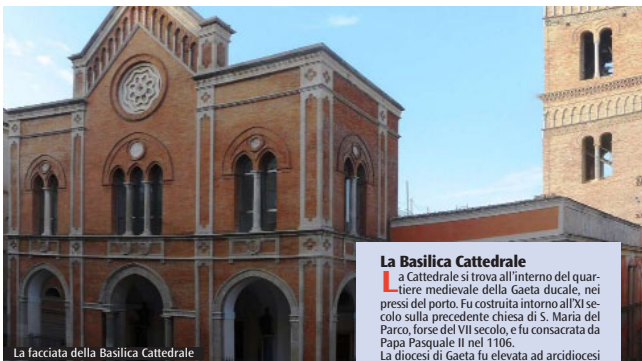 La Basilica Cattedrale
La Cattedrale si trova all'interno del quar-
tiere medievale della Gaeta ducale, nei
pressi del porto. Fu costruita intorno all'XI se-
colo sulla precedente chiesa di S. Maria del
Parco, forse del VII secolo, e fu consacrata da
Papa Pasquale II nel 1106.
La diocesi di Gaeta fu elevata ad arcidiocesi
La facciata della Basilica Cattedrale